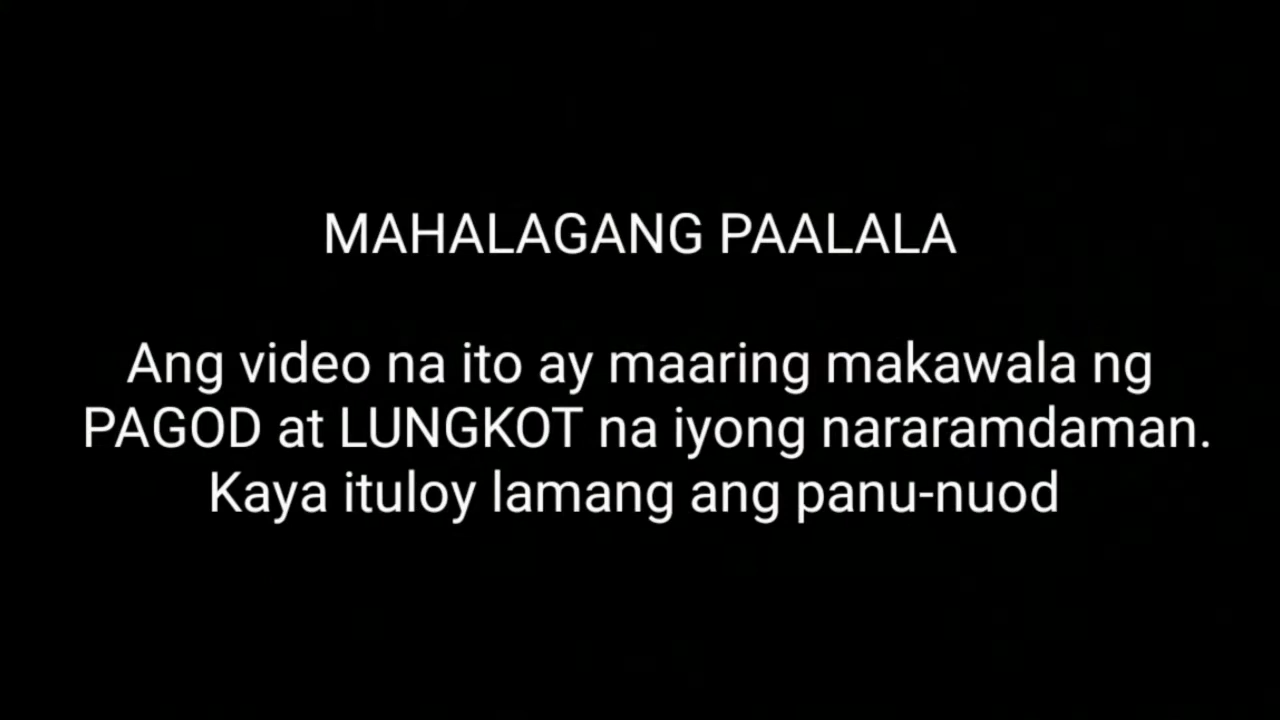 MAHALAGANG PAALALA
Ang video na ito ay maaring makawala ng
PAGOD at LUNGKOT na iyong nararamdaman.
Kaya ituloy lamang ang panu-nuod